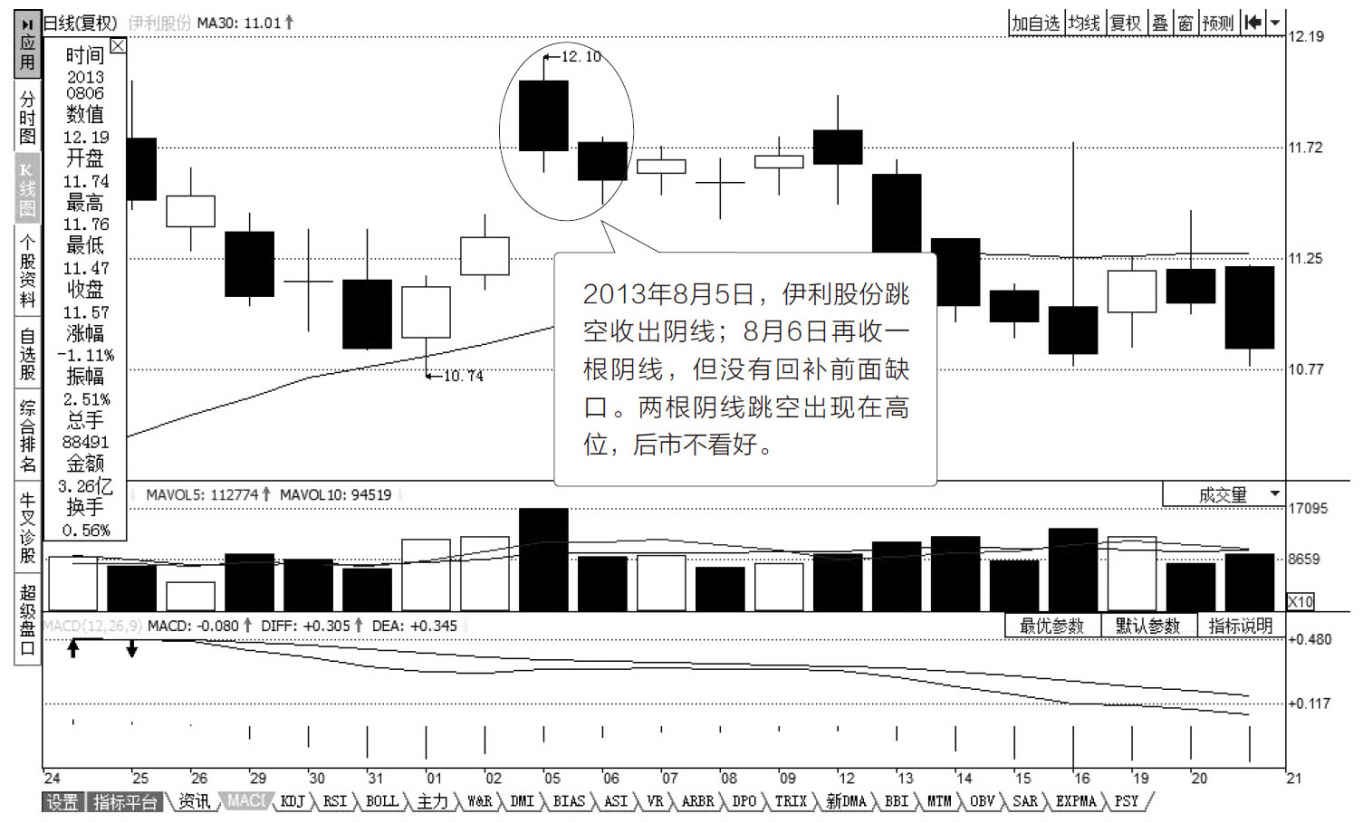 日线(复权) 伊利股份 MA30: 11.01↑
加自选 均线 复权 叠 窗 预测
应用
分时图
K线图
个股资料
自选股
综合排名
牛叉诊股
超级盘口
时间
2013
0806
数值
12.19
开盘
11.74
最高
11.76
最低
11.47
收盘
11.57
涨幅
-1.11%
振幅
2.51%
总手
88491
金额
3.26亿
换手
0.56%
12.10
10.74
12.19
11.72
11.25
10.77
2013年8月5日，伊利股份跳
空收出阴线；8月6日再收一
根阴线，但没有回补前面缺
口。两根阴线跳空出现在高
位，后市不看好。
MAVOL5: 112774↑ MAVOL10: 94519
成交量
17095
8659
X10
MACD(12,26,9) MACD: -0.080↑ DIFF: +0.305↑ DEA: +0.345
最优参数 默认参数 指标说明
+0.480
+0.117
24 25 26 29 30 31 01 02 05 06 07 08 09 12 13 14 15 16 19 20 21
设置 指标平台 资讯 MACD KDJ RSI BOLL 主力 W&R DMI BIAS ASI VR ARBR DPO TRIX 新DMA BBI MTM OBV SAR EXPMA PSY